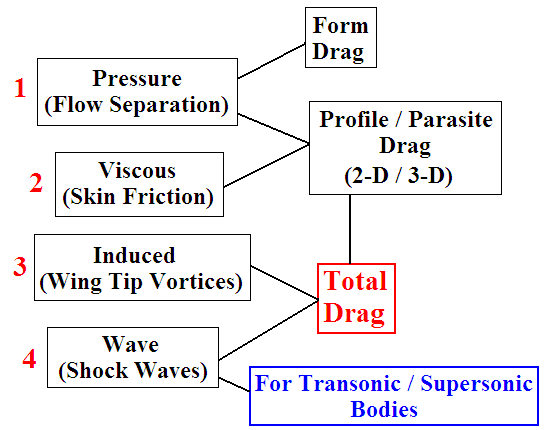 Form
Drag
1
Pressure
(Flow Separation)
Profile / Parasite
Drag
(2-D / 3-D)
2
Viscous
(Skin Friction)
3
Induced
(Wing Tip Vortices)
Total
Drag
4
Wave
(Shock Waves)
For Transonic / Supersonic
Bodies